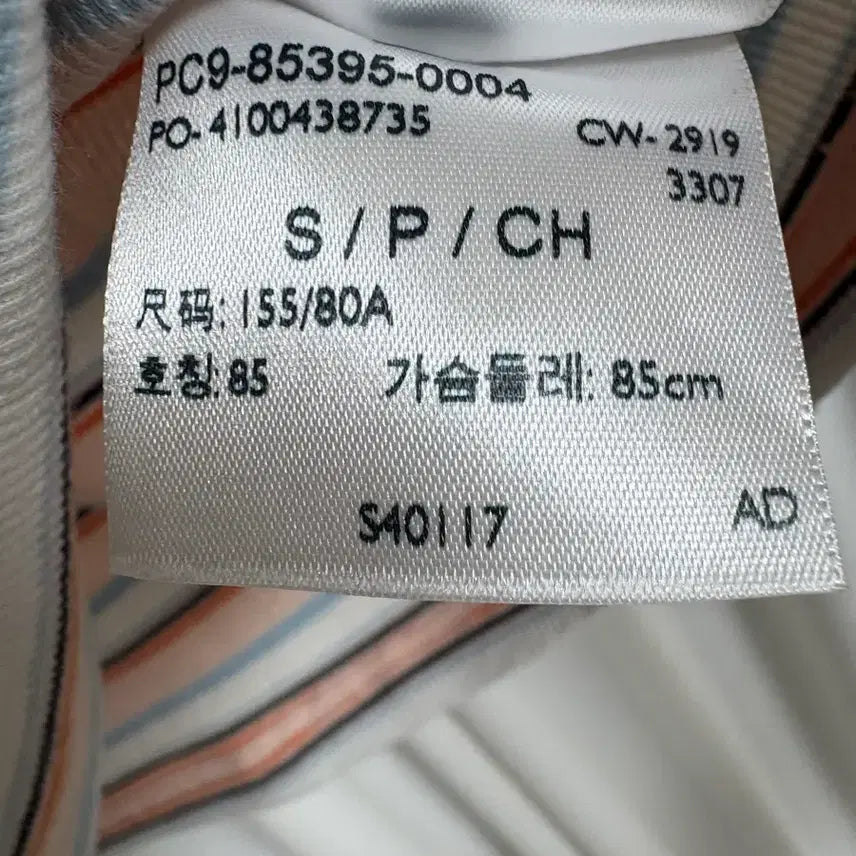 PC9-85395-0004
PO-4100438735 CW-2919
3307
S / P / CH
尺码: 155/80A
호칭: 85 가슴둘레: 85cm
S40117 AD